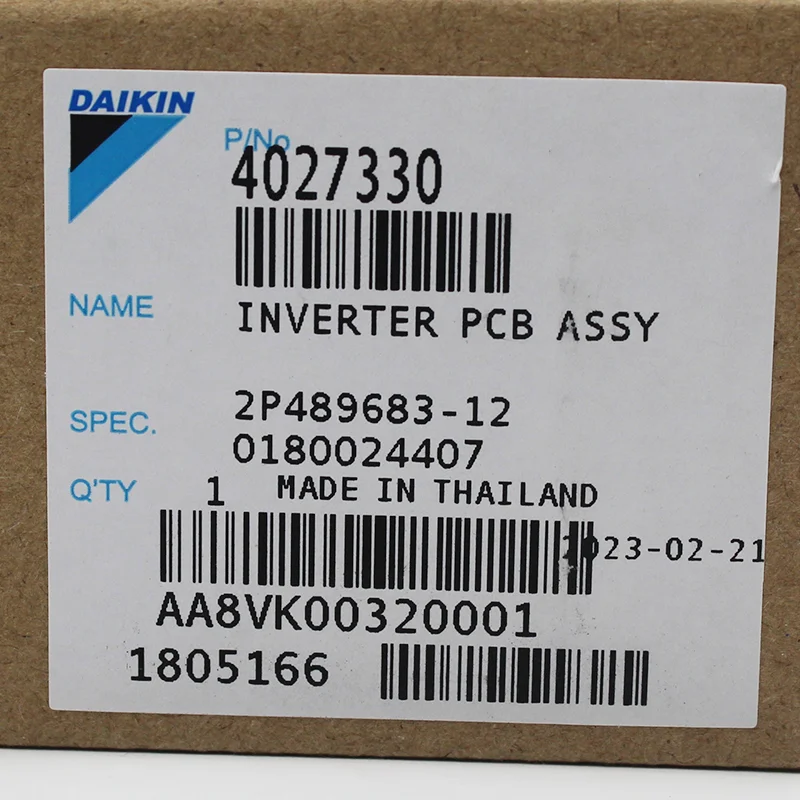 DAIKIN
P/No
4027330
NAME
INVERTER PCB ASSY
SPEC.
2P489683-12
0180024407
Q'TY
1 MADE IN THAILAND
2023-02-21
AA8VK00320001
1805166